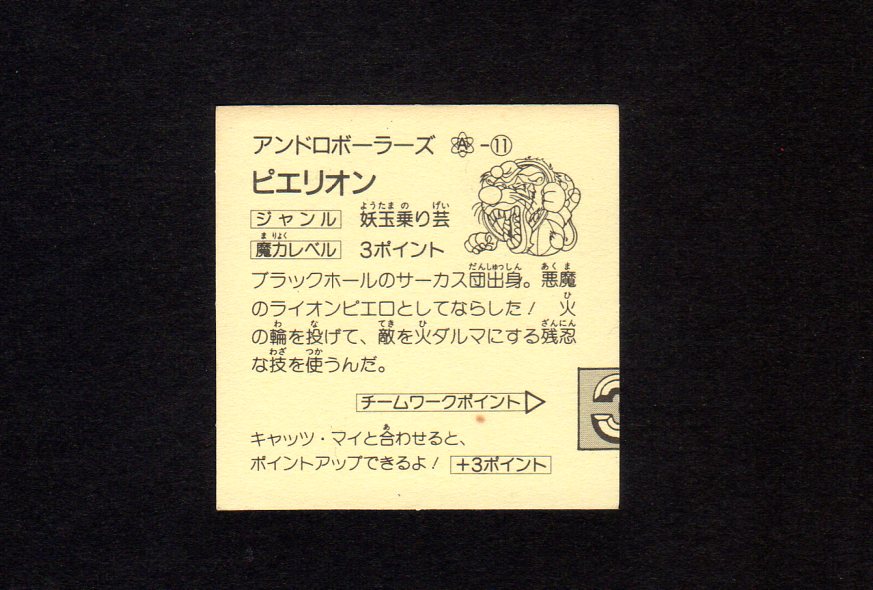 アンドロボーラーズ A-⑪
ピエリオン
ジャンル 妖玉乗り芸
魔力レベル 3ポイント
ブラックホールのサーカス団出身。悪魔
のライオンピエロとしてならした！ 火
の輪を投げて、敵を火ダルマにする残忍
な技を使うんだ。
チームワークポイント▷
キャッツ・マイと合わせると、
ポイントアップできるよ！ +3ポイント